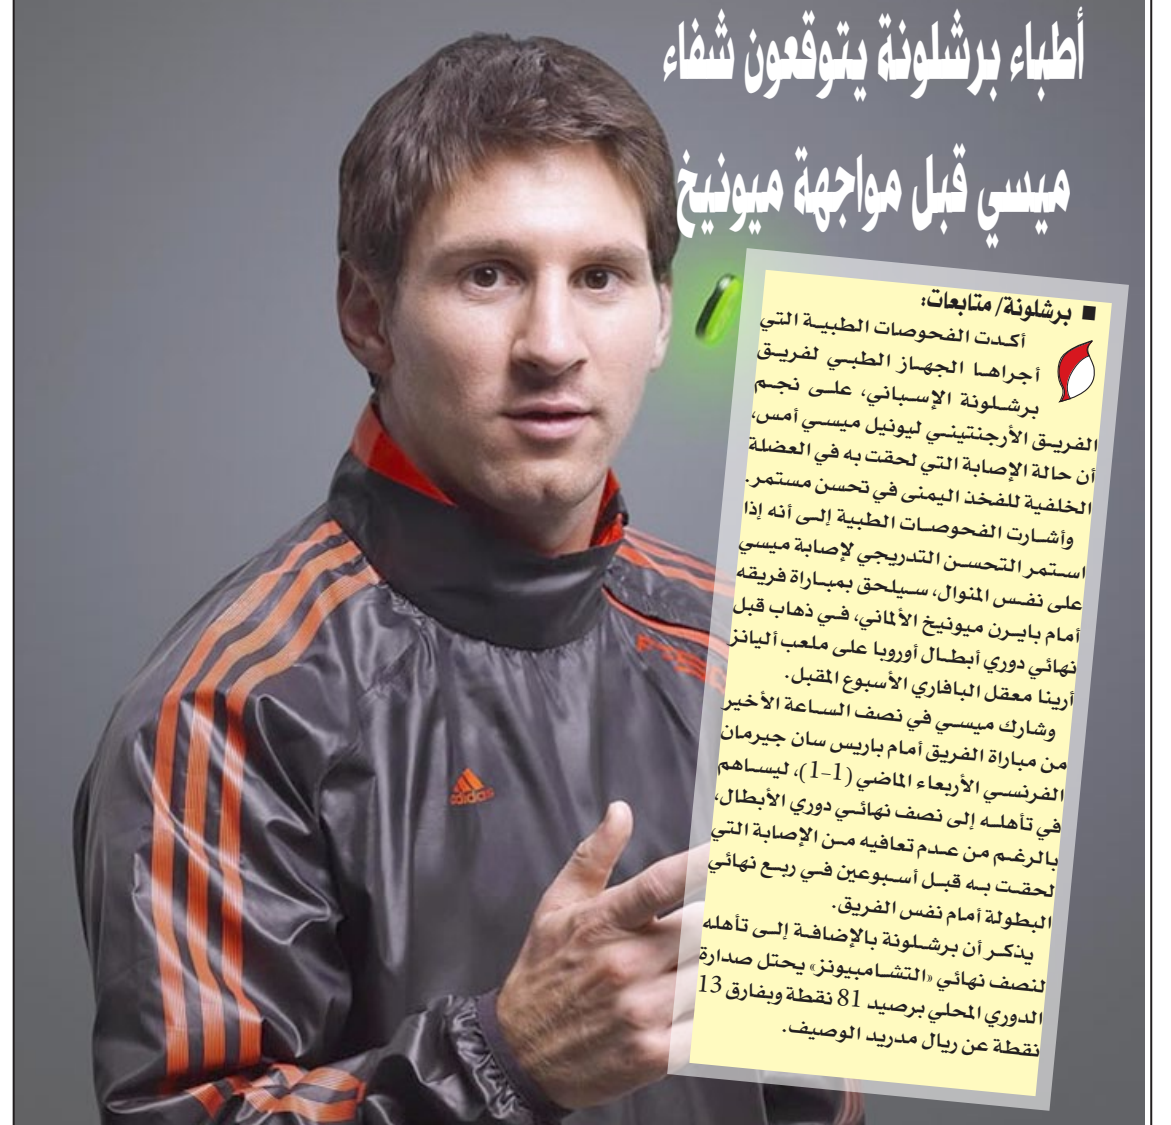 أطباء برشلونة يتوقعون شفاء
ميسي قبل مواجهة ميونيخ
■ برشلونة/ متابعات:
أكدت الفحوصات الطبية التي
أجراها الجهاز الطبي لفريق
برشلونة الإسباني، على نجم
الفريق الأرجنتيني ليونيل ميسي أمس،
أن حالة الإصابة التي لحقت به في العضلة
الخلفية للفخذ اليمنى في تحسن مستمر.
وأشارت الفحوصات الطبية إلى أنه إذا
استمر التحسن التدريجي لإصابة ميسي
على نفس المنوال، سيلحق بمباراة فريقه
أمام بايرن ميونيخ الألماني، في ذهاب قبل
نهائي دوري أبطال أوروبا على ملعب أليانز
أرينا معقل البافاري الأسبوع المقبل.
وشارك ميسي في نصف الساعة الأخير
من مباراة الفريق أمام باريس سان جيرمان
الفرنسي الأربعاء الماضي (1-1)، ليساهم
في تأهله إلى نصف نهائي دوري الأبطال،
بالرغم من عدم تعافيه من الإصابة التي
لحقت به قبل أسبوعين في ربع نهائي
البطولة أمام نفس الفريق.
يذكر أن برشلونة بالإضافة إلى تأهله
لنصف نهائي «التشامبيونز» يحتل صدارة
الدوري المحلي برصيد 81 نقطة وبفارق 13
نقطة عن ريال مدريد الوصيف.
adidas